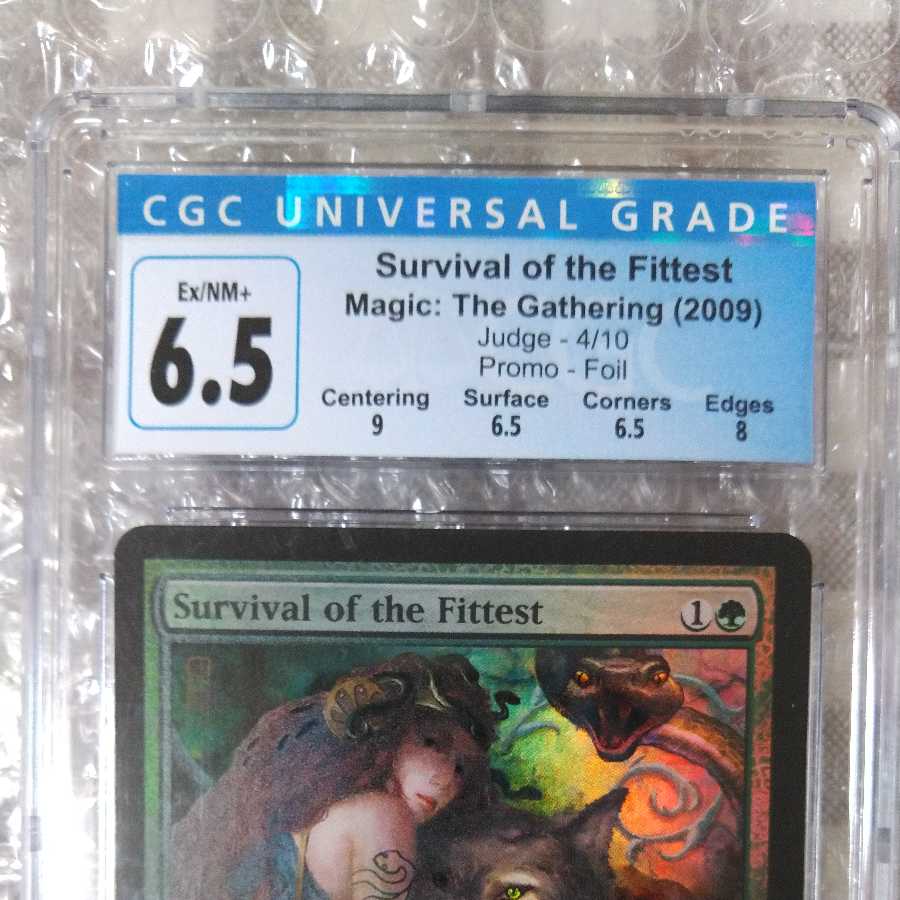 CGC UNIVERSAL GRADE
Ex/NM+
6.5
Survival of the Fittest
Magic: The Gathering (2009)
Judge - 4/10
Promo - Foil
Centering Surface Corners Edges
9 6.5 6.5 8
Survival of the Fittest 1